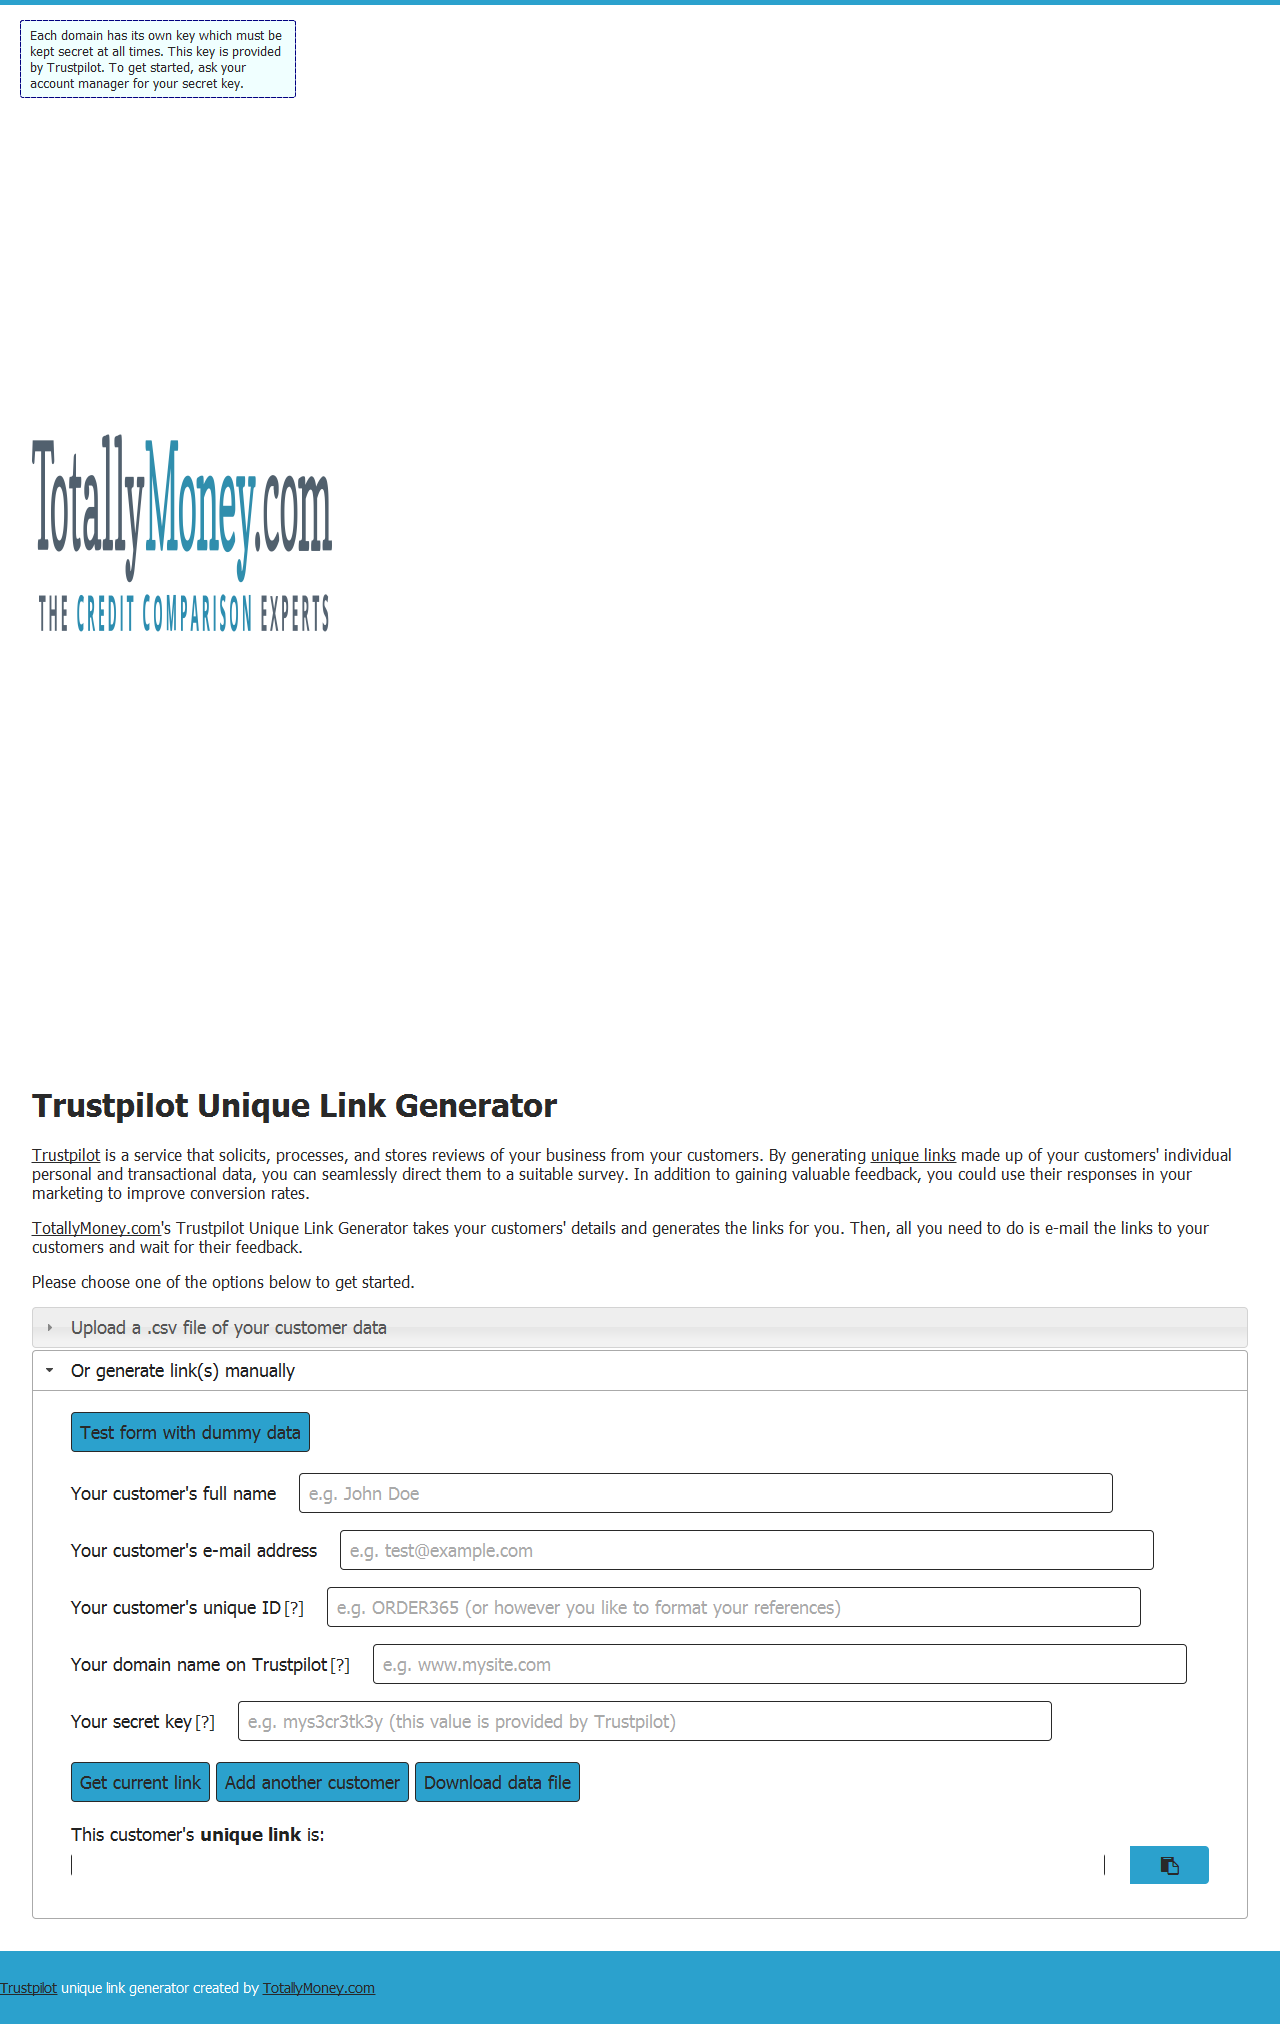 Each domain has its own key which must be
kept secret at all times. This key is provided
by Trustpilot. To get started, ask your
account manager for your secret key.
TotallyMoney.com
THE CREDIT COMPARISON EXPERTS
Trustpilot Unique Link Generator
Trustpilot is a service that solicits, processes, and stores reviews of your business from your customers. By generating unique links made up of your customers' individual
personal and transactional data, you can seamlessly direct them to a suitable survey. In addition to gaining valuable feedback, you could use their responses in your
marketing to improve conversion rates.
TotallyMoney.com's Trustpilot Unique Link Generator takes your customers' details and generates the links for you. Then, all you need to do is e-mail the links to your
customers and wait for their feedback.
Please choose one of the options below to get started.
Upload a .csv file of your customer data
Or generate link(s) manually
Test form with dummy data
Your customer's full name e.g. John Doe
Your customer's e-mail address e.g. test@example.com
Your customer's unique ID [?] e.g. ORDER365 (or however you like to format your references)
Your domain name on Trustpilot [?] e.g. www.mysite.com
Your secret key [?] e.g. mys3cr3tk3y (this value is provided by Trustpilot)
Get current link Add another customer Download data file
This customer's unique link is:
Trustpilot unique link generator created by TotallyMoney.com